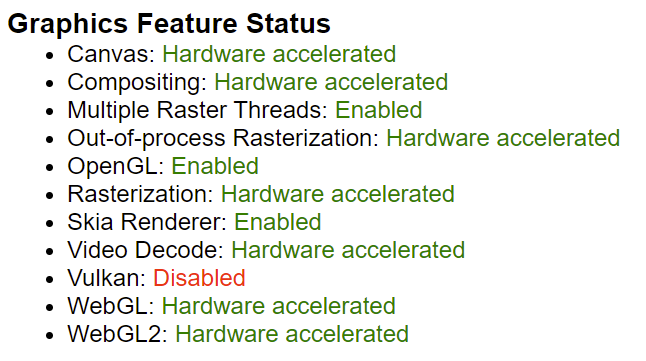 Graphics Feature Status
Canvas: Hardware accelerated
Compositing: Hardware accelerated
Multiple Raster Threads: Enabled
Out-of-process Rasterization: Hardware accelerated
OpenGL: Enabled
Rasterization: Hardware accelerated
Skia Renderer: Enabled
Video Decode: Hardware accelerated
Vulkan: Disabled
WebGL: Hardware accelerated
WebGL2: Hardware accelerated